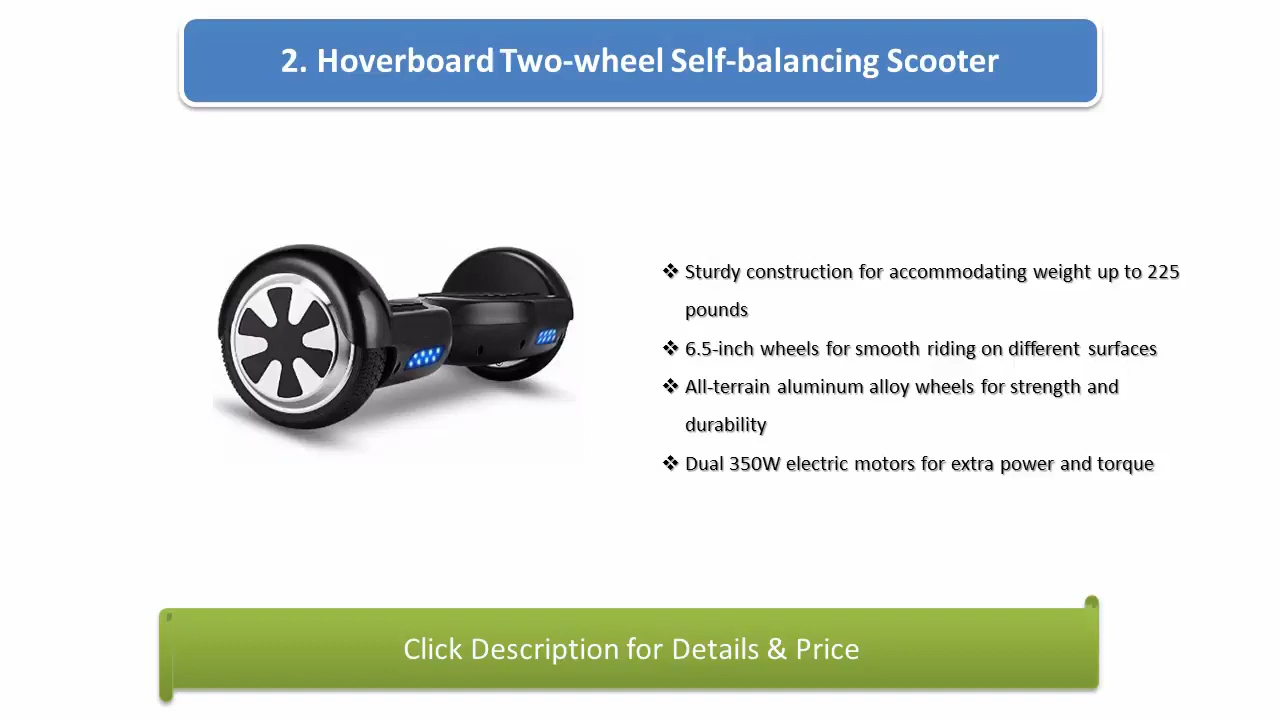 2. Hoverboard Two-wheel Self-balancing Scooter
❖ Sturdy construction for accommodating weight up to 225
pounds
❖ 6.5-inch wheels for smooth riding on different surfaces
❖ All-terrain aluminum alloy wheels for strength and
durability
❖ Dual 350W electric motors for extra power and torque
Click Description for Details & Price